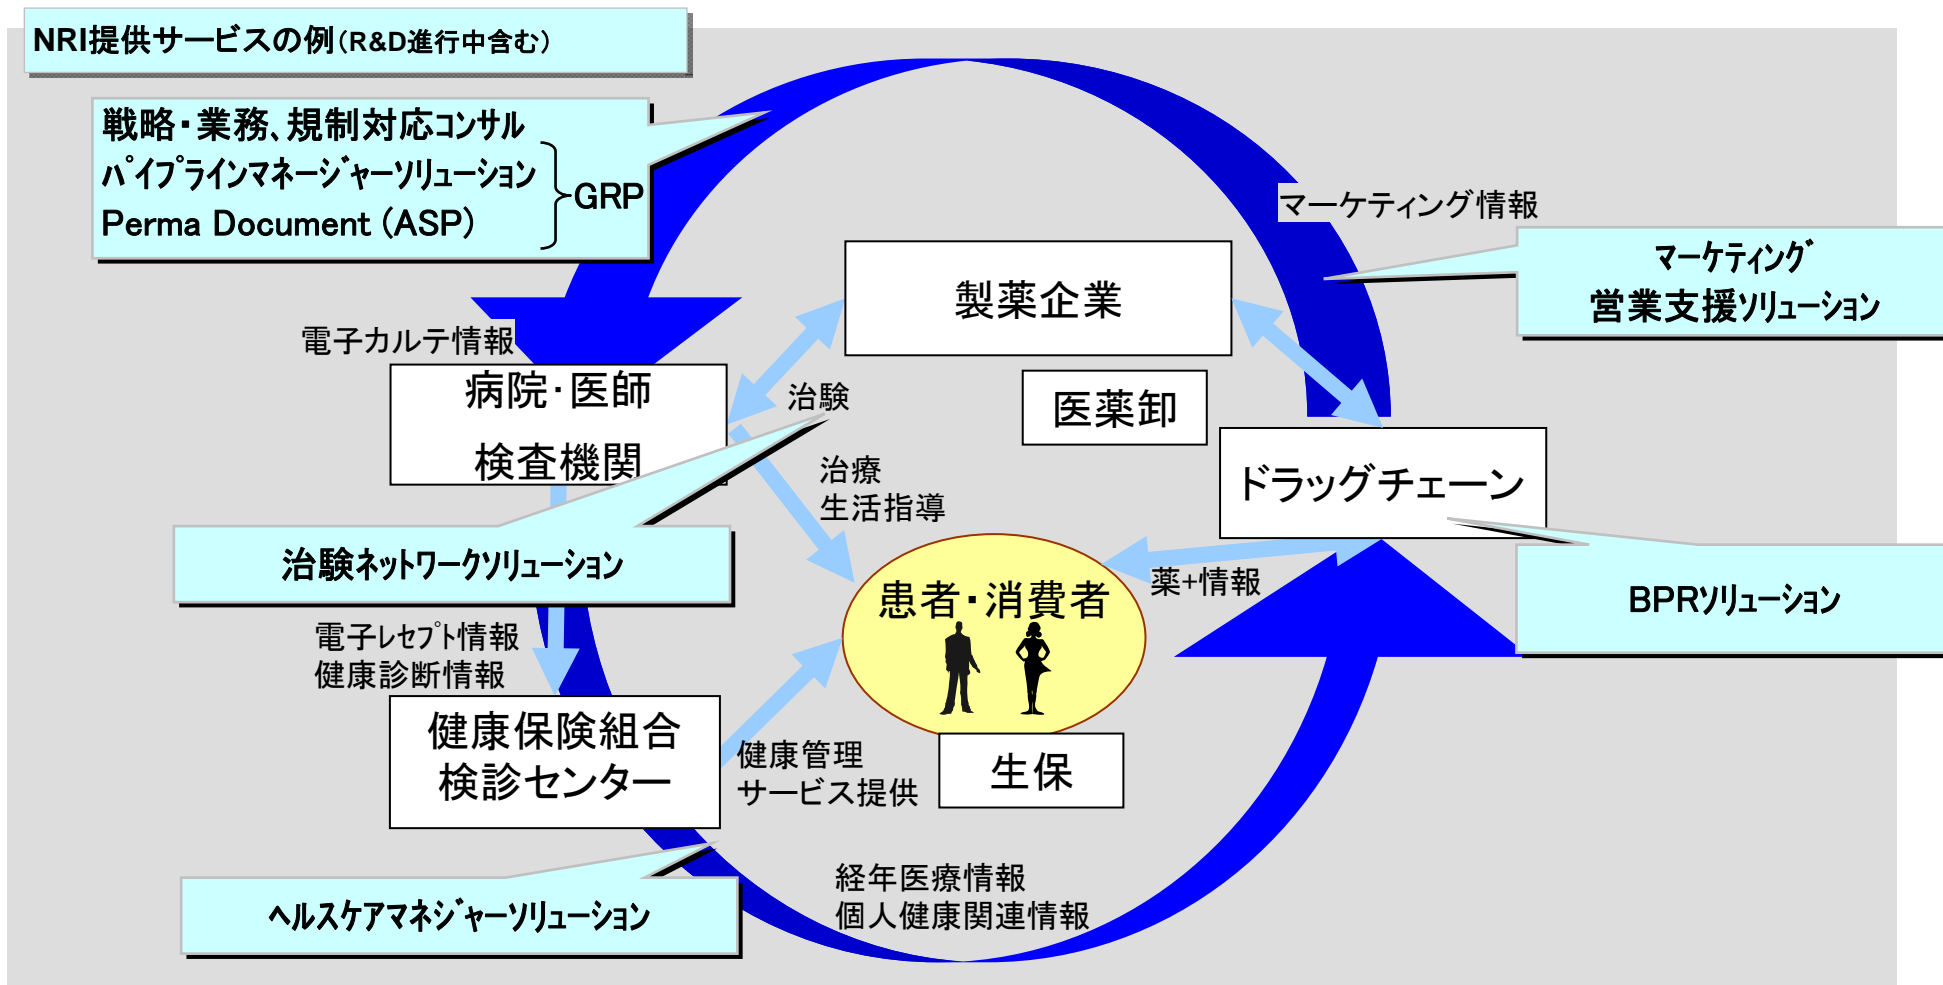 NRI提供サービスの例（R&D進行中含む）
戦略・業務、規制対応コンサル
パイプラインマネージャーソリューション
Perma Document (ASP)
GRP
マーケティング情報
マーケティング
営業支援ソリューション
製薬企業
電子カルテ情報
病院・医師
検査機関
治験
医薬卸
治療
生活指導
ドラッグチェーン
治験ネットワークソリューション
患者・消費者
薬+情報
BPRソリューション
電子レセプト情報
健康診断情報
健康保険組合
検診センター
健康管理
サービス提供
生保
経年医療情報
個人健康関連情報
ヘルスケアマネジャーソリューション